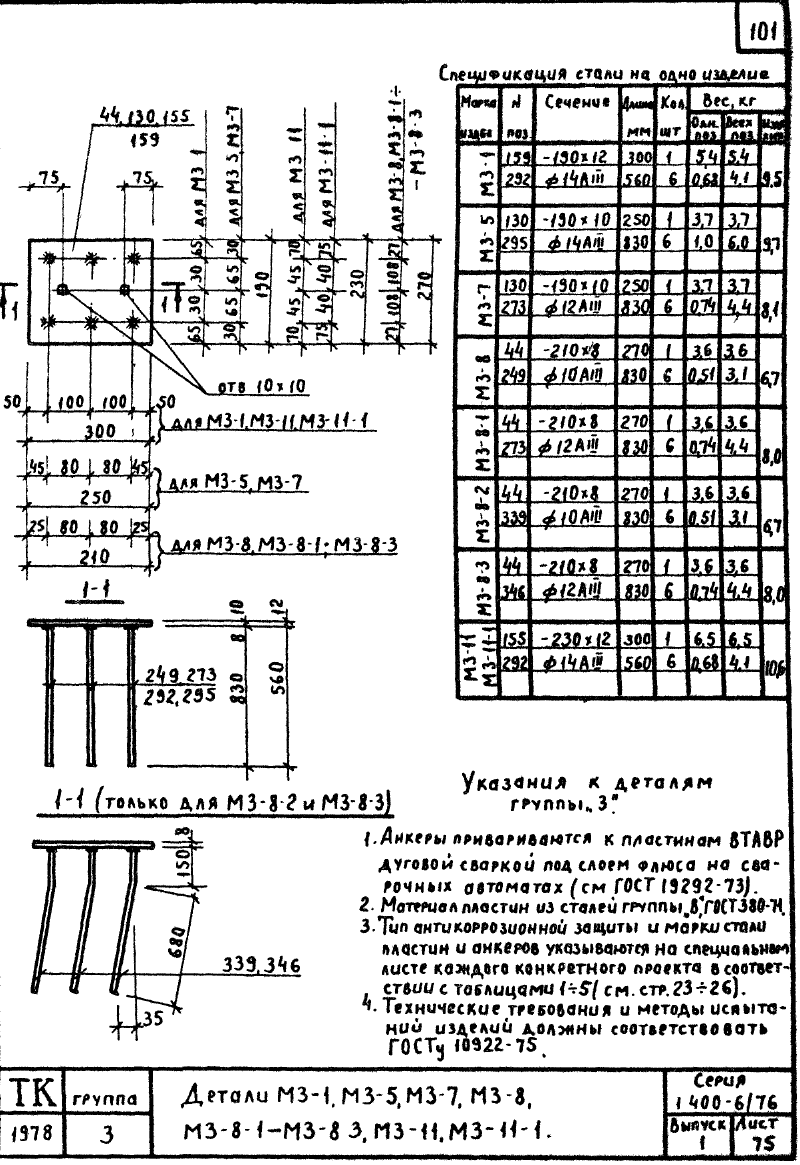 101
Спецификация стали на одно изделие
Марка изделия N поз Сечение Длина мм Кол. шт Вес, кг
Одн. поз Всех поз
М3-1 159 -190×12 300 1 5,4 5,4
292 ф14АIII 560 6 0,68 4,1 9,5
М3-5 130 -190×10 250 1 3,7 3,7
295 ф14АIII 830 6 1,0 6,0 9,7
М3-7 130 -190×10 250 1 3,7 3,7
273 ф12АIII 830 6 0,74 4,4 8,1
М3-8 44 -210×8 270 1 3,6 3,6
249 ф10АIII 830 6 0,51 3,1 6,7
М3-8-1 44 -210×8 270 1 3,6 3,6
273 ф12АIII 830 6 0,74 4,4 8,0
М3-8-2 44 -210×8 270 1 3,6 3,6
339 ф10АIII 830 6 0.51 3.1 6,7
М3-8-3 44 -210×8 270 1 3,6 3,6
346 ф12АIII 830 6 0,74 4.4 8,0
М3-11 М3-11-1 155 -230×12 300 1 6.5 6,5
292 ф14АIII 560 6 0,68 4.1 10,6
44,130,155
159
75 75
для М3 1
для М3 5, М3-7
для М3 11
для М3-11-1
для М3-8, М3-8-1÷
-М3-8-3
65 30 30 65
30 65 65 30
190
70 45 45 70
75 40 40 75
230
27 108 108 27
270
1 1
отв 10×10
50 100 100 50
300
для М3-1, М3-11, М3-11-1
45 80 80 45
250
для М3-5, М3-7
25 80 80 25
210
для М3-8, М3-8-1÷М3-8-3
1-1
8 10 12
249,273
292,295
830
560
1-1 (только для М3-8-2 и М3-8-3)
8
150
680
339,346
35
Указания к деталям
группы „3".
1. Анкеры привариваются к пластинам втавр
дуговой сваркой под слоем флюса на сва-
рочных автоматах (см ГОСТ 19292-73).
2. Материал пластин из сталей группы „В", ГОСТ 380-71.
3. Тип антикоррозионной защиты и марки стали
пластин и анкеров указываются на специальном
листе каждого конкретного проекта в соответ-
ствии с таблицами 1÷5 (см. стр. 23÷26).
4. Технические требования и методы испыта-
ний изделий должны соответствовать
ГОСТу 10922-75.
ТК группа
1978 3
Детали М3-1, М3-5, М3-7, М3-8,
М3-8-1—М3-8 3, М3-11, М3-11-1.
Серия
1 400-6/76
Выпуск 1
Лист 75